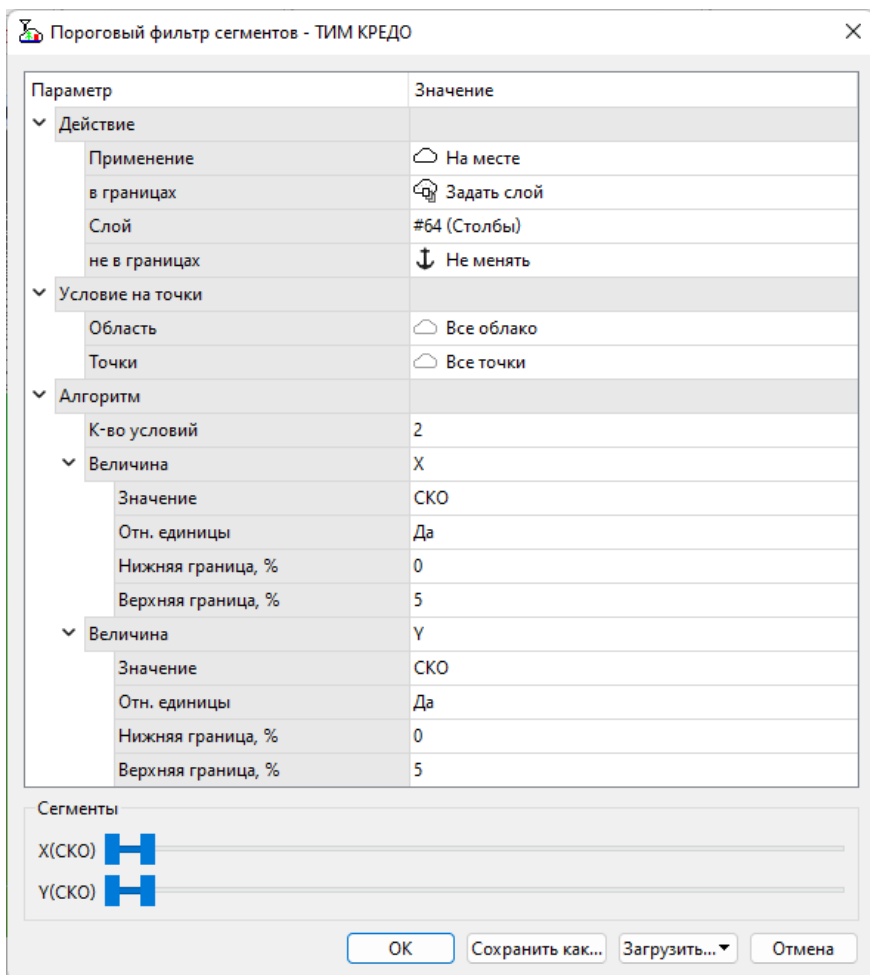 Пороговый фильтр сегментов - ТИМ КРЕДО
Параметр Значение
Действие
Применение На месте
в границах Задать слой
Слой #64 (Столбы)
не в границах Не менять
Условие на точки
Область Все облако
Точки Все точки
Алгоритм
К-во условий 2
Величина X
Значение СКО
Отн. единицы Да
Нижняя граница, % 0
Верхняя граница, % 5
Величина Y
Значение СКО
Отн. единицы Да
Нижняя граница, % 0
Верхняя граница, % 5
Сегменты
X(СКО)
Y(СКО)
ОК Сохранить как... Загрузить... Отмена